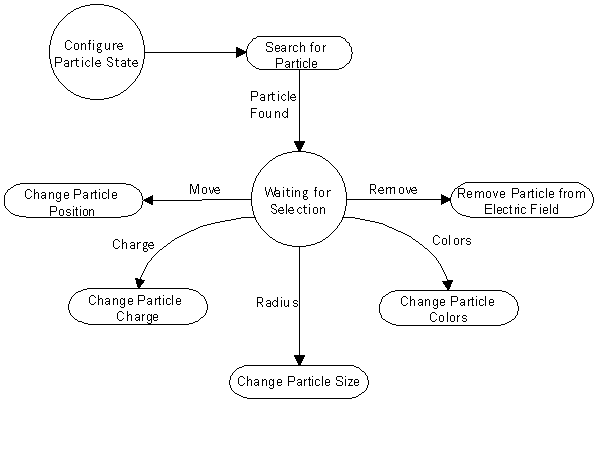 Configure
Particle State
Search for
Particle
Particle
Found
Waiting for
Selection
Move
Change Particle
Position
Remove
Remove Particle from
Electric Field
Charge
Change Particle
Charge
Colors
Change Particle
Colors
Radius
Change Particle Size